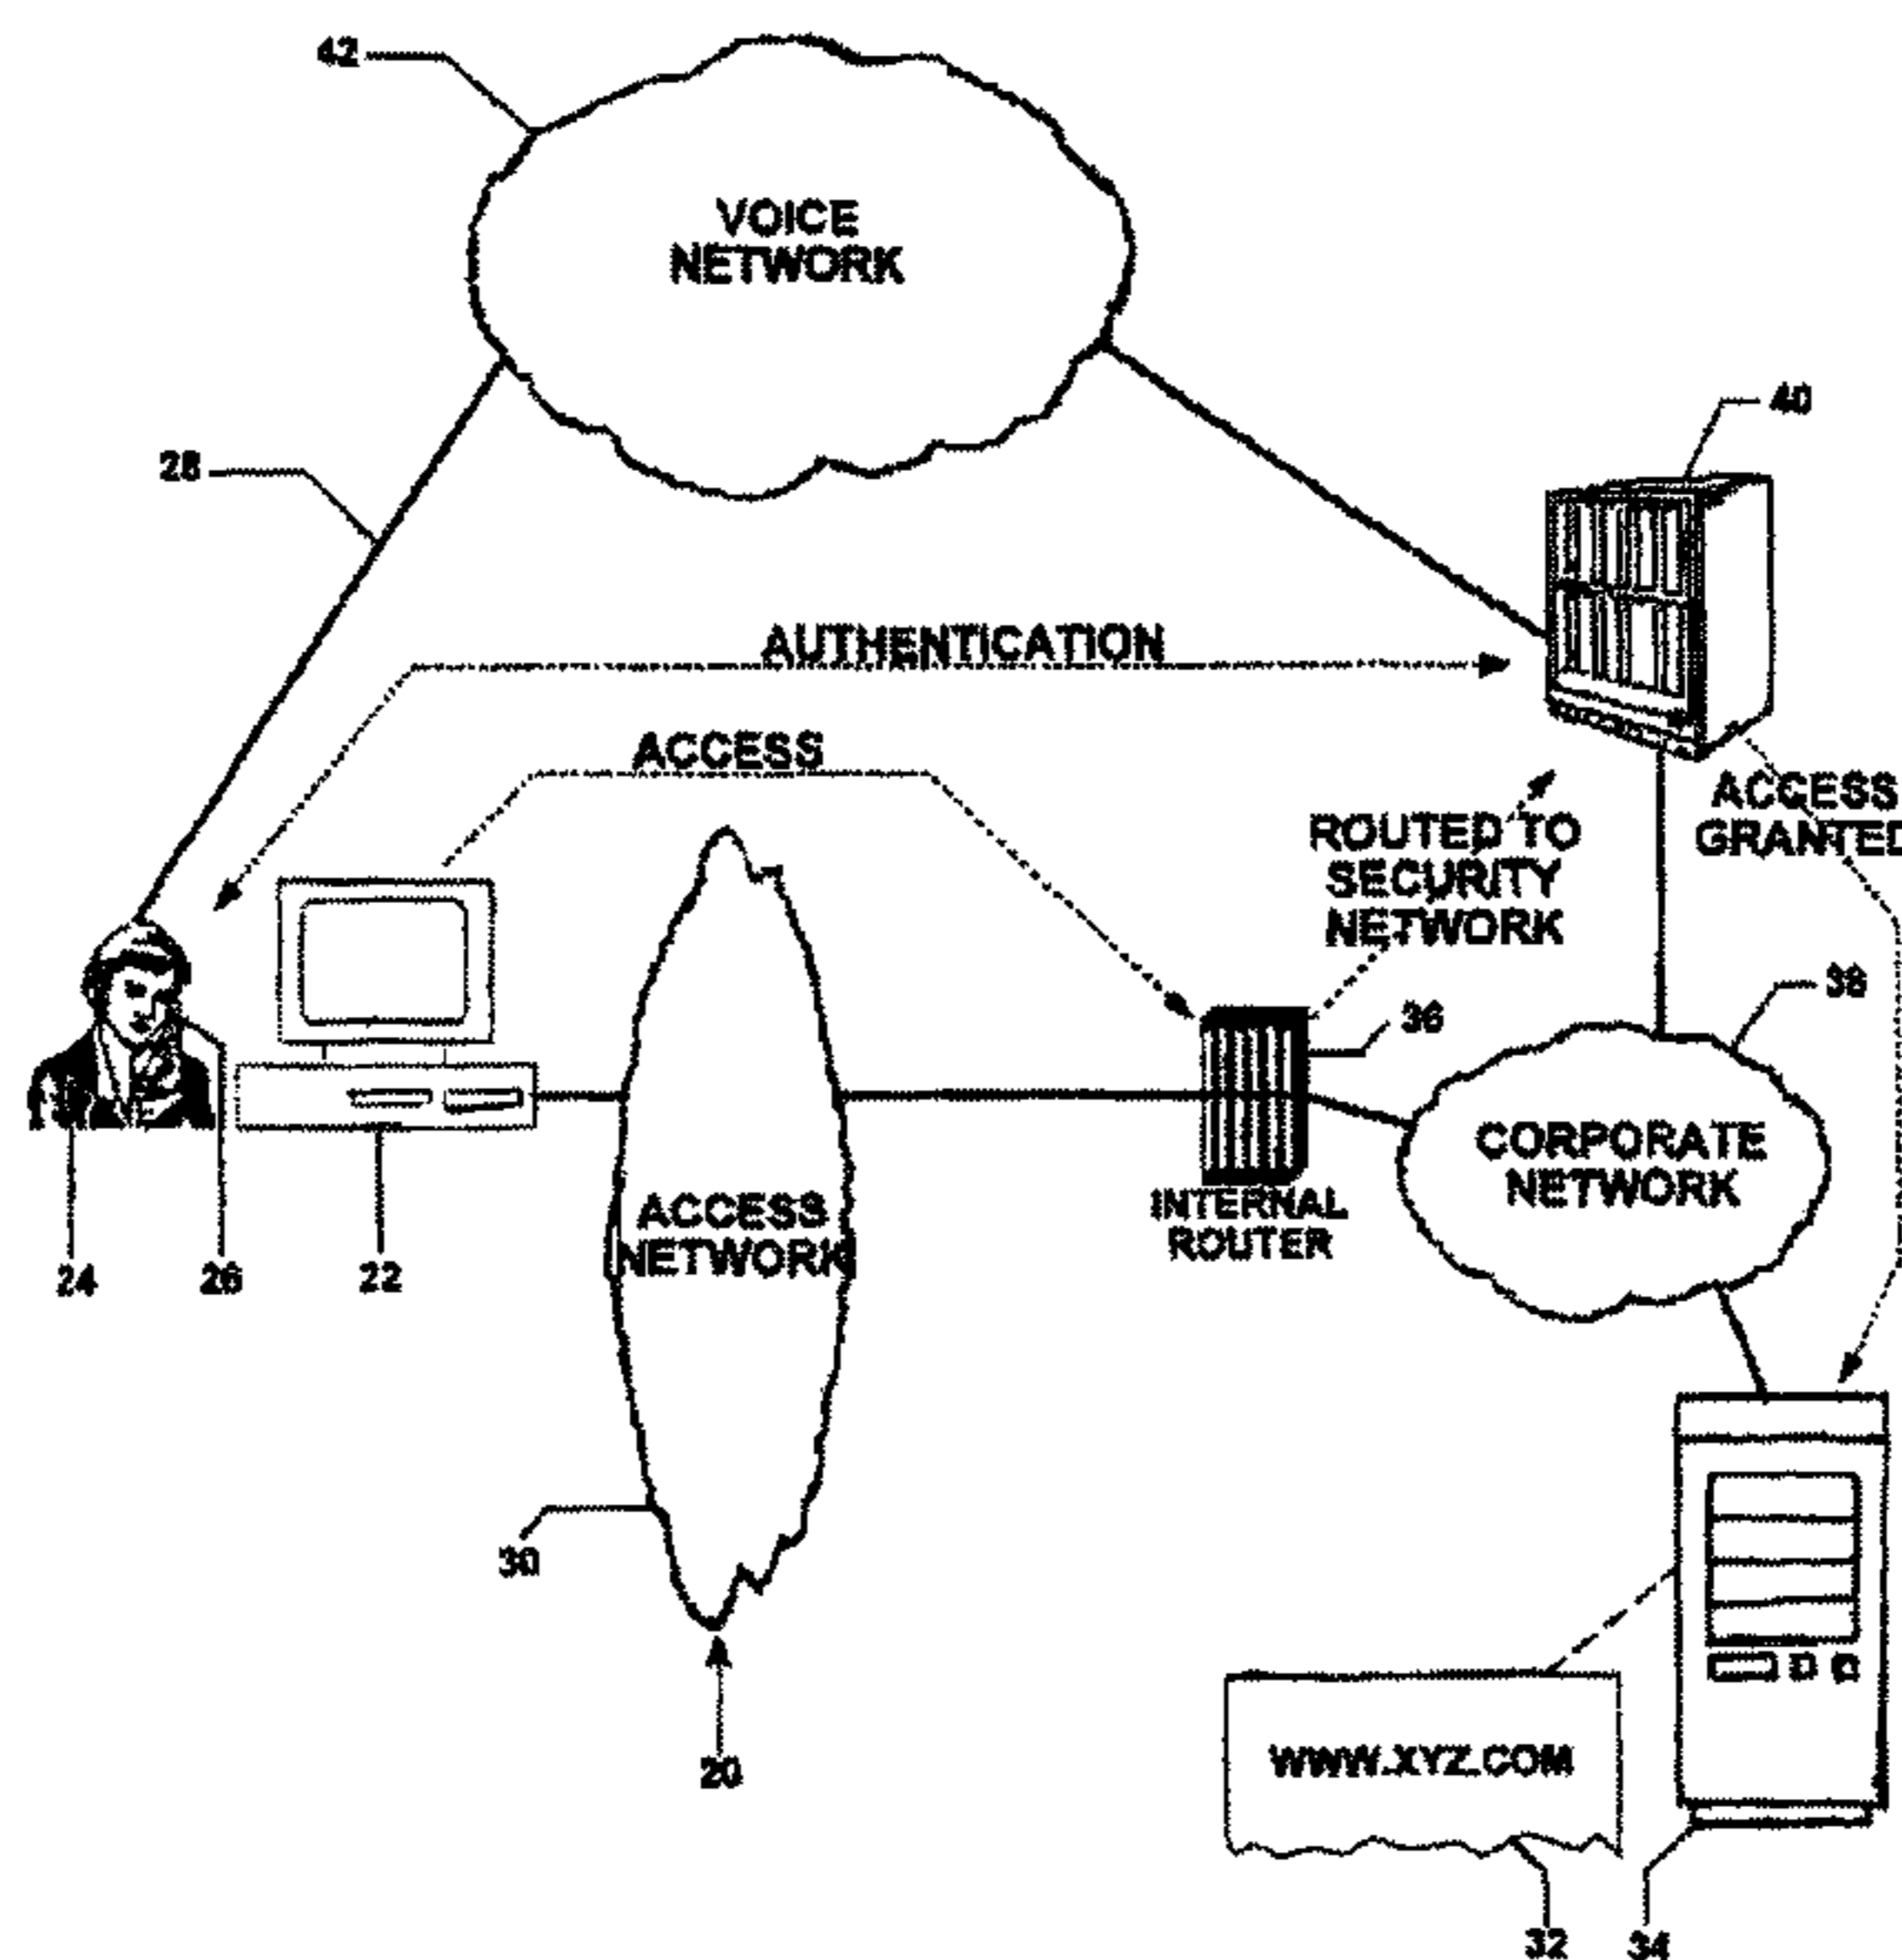 42
VOICE
NETWORK
40
28
AUTHENTICATION
ACCESS
ACCESS
GRANTED
ROUTED TO
SECURITY
NETWORK
38
36
CORPORATE
NETWORK
INTERNAL
ROUTER
ACCESS
NETWORK
24
26
22
30
20
WWW.XYZ.COM
32
34